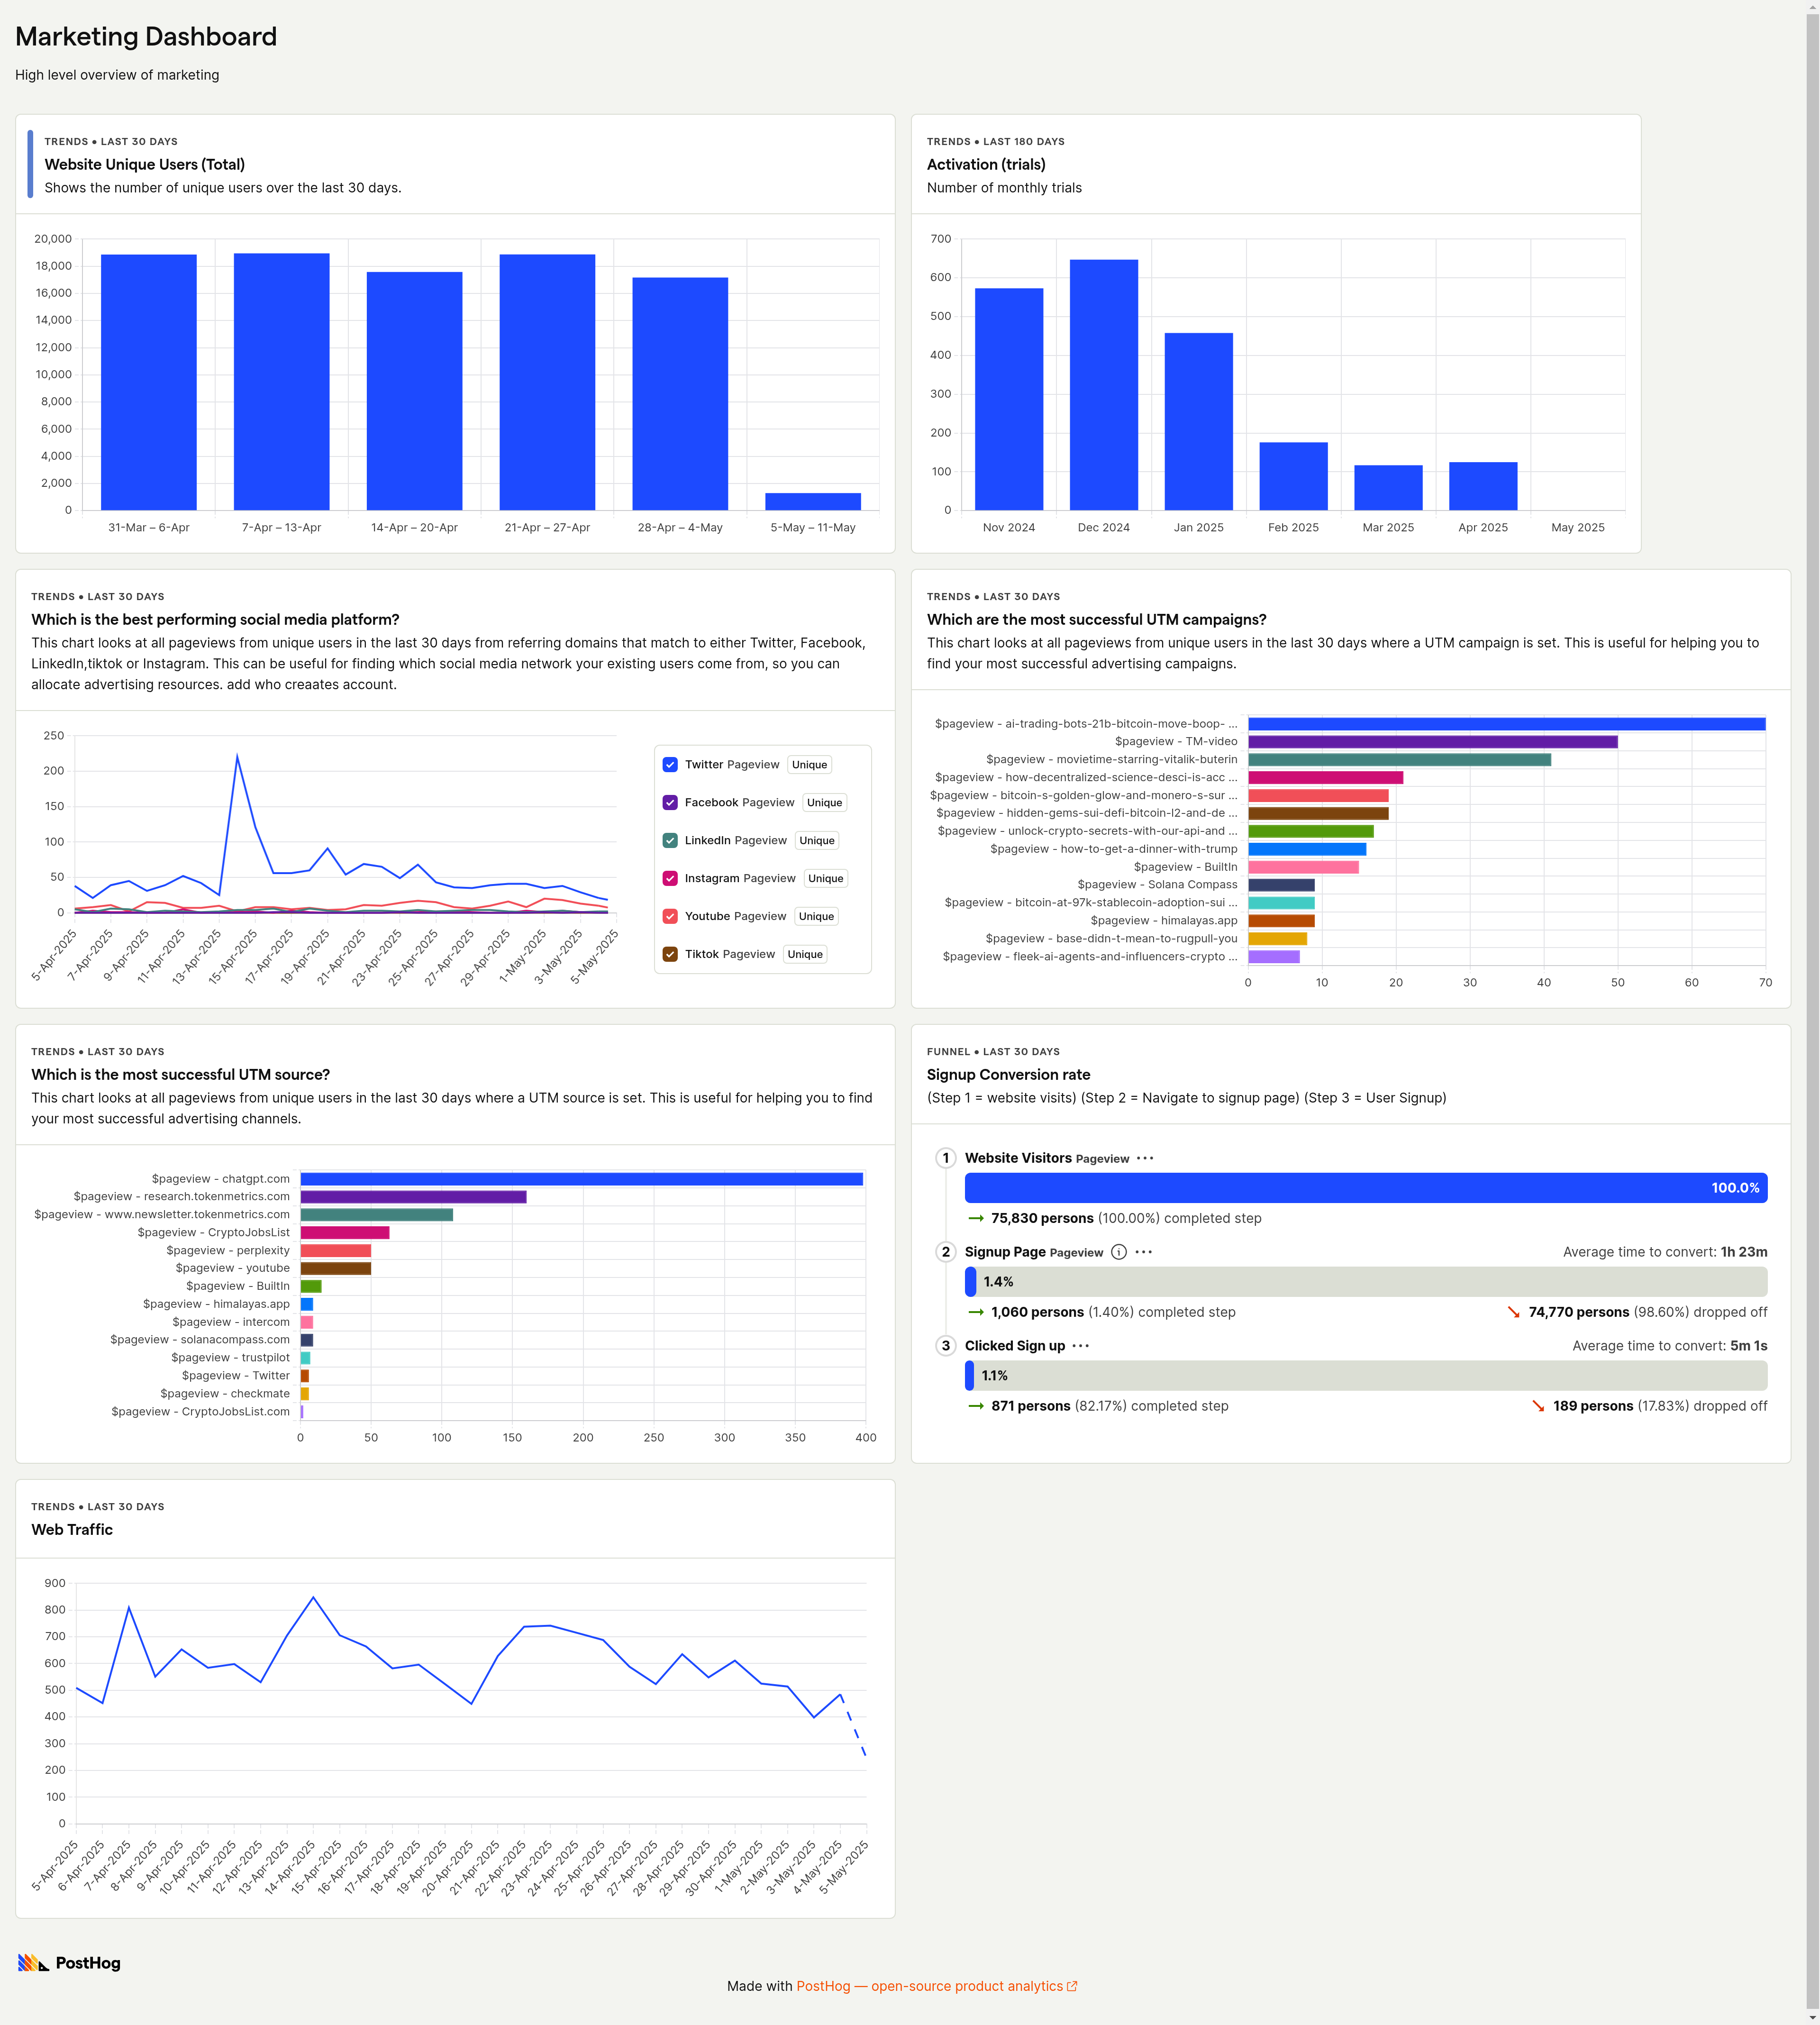 Marketing Dashboard
High level overview of marketing
TRENDS • LAST 30 DAYS
Website Unique Users (Total)
Shows the number of unique users over the last 30 days.
20,000
18,000
16,000
14,000
12,000
10,000
8,000
6,000
4,000
2,000
0
31-Mar – 6-Apr
7-Apr – 13-Apr
14-Apr – 20-Apr
21-Apr – 27-Apr
28-Apr – 4-May
5-May – 11-May
TRENDS • LAST 180 DAYS
Activation (trials)
Number of monthly trials
700
600
500
400
300
200
100
0
Nov 2024
Dec 2024
Jan 2025
Feb 2025
Mar 2025
Apr 2025
May 2025
TRENDS • LAST 30 DAYS
Which is the best performing social media platform?
This chart looks at all pageviews from unique users in the last 30 days from referring domains that match to either Twitter, Facebook,
LinkedIn,tiktok or Instagram. This can be useful for finding which social media network your existing users come from, so you can
allocate advertising resources. add who creaates account.
250
200
150
100
50
0
5-Apr-2025
7-Apr-2025
9-Apr-2025
11-Apr-2025
13-Apr-2025
15-Apr-2025
17-Apr-2025
19-Apr-2025
21-Apr-2025
23-Apr-2025
25-Apr-2025
27-Apr-2025
29-Apr-2025
1-May-2025
3-May-2025
5-May-2025
Twitter Pageview Unique
Facebook Pageview Unique
LinkedIn Pageview Unique
Instagram Pageview Unique
Youtube Pageview Unique
Tiktok Pageview Unique
TRENDS • LAST 30 DAYS
Which are the most successful UTM campaigns?
This chart looks at all pageviews from unique users in the last 30 days where a UTM campaign is set. This is useful for helping you to
find your most successful advertising campaigns.
$pageview - ai-trading-bots-21b-bitcoin-move-boop- ...
$pageview - TM-video
$pageview - movietime-starring-vitalik-buterin
$pageview - how-decentralized-science-desci-is-acc ...
$pageview - bitcoin-s-golden-glow-and-monero-s-sur ...
$pageview - hidden-gems-sui-defi-bitcoin-l2-and-de ...
$pageview - unlock-crypto-secrets-with-our-api-and ...
$pageview - how-to-get-a-dinner-with-trump
$pageview - BuiltIn
$pageview - Solana Compass
$pageview - bitcoin-at-97k-stablecoin-adoption-sui ...
$pageview - himalayas.app
$pageview - base-didn-t-mean-to-rugpull-you
$pageview - fleek-ai-agents-and-influencers-crypto ...
0
10
20
30
40
50
60
70
TRENDS • LAST 30 DAYS
Which is the most successful UTM source?
This chart looks at all pageviews from unique users in the last 30 days where a UTM source is set. This is useful for helping you to find
your most successful advertising channels.
$pageview - chatgpt.com
$pageview - research.tokenmetrics.com
$pageview - www.newsletter.tokenmetrics.com
$pageview - CryptoJobsList
$pageview - perplexity
$pageview - youtube
$pageview - BuiltIn
$pageview - himalayas.app
$pageview - intercom
$pageview - solanacompass.com
$pageview - trustpilot
$pageview - Twitter
$pageview - checkmate
$pageview - CryptoJobsList.com
0
50
100
150
200
250
300
350
400
FUNNEL • LAST 30 DAYS
Signup Conversion rate
(Step 1 = website visits) (Step 2 = Navigate to signup page) (Step 3 = User Signup)
1 Website Visitors Pageview
100.0%
75,830 persons (100.00%) completed step
2 Signup Page Pageview Average time to convert: 1h 23m
1.4%
1,060 persons (1.40%) completed step 74,770 persons (98.60%) dropped off
3 Clicked Sign up Average time to convert: 5m 1s
1.1%
871 persons (82.17%) completed step 189 persons (17.83%) dropped off
TRENDS • LAST 30 DAYS
Web Traffic
900
800
700
600
500
400
300
200
100
0
5-Apr-2025
6-Apr-2025
7-Apr-2025
8-Apr-2025
9-Apr-2025
10-Apr-2025
11-Apr-2025
12-Apr-2025
13-Apr-2025
14-Apr-2025
15-Apr-2025
16-Apr-2025
17-Apr-2025
18-Apr-2025
19-Apr-2025
20-Apr-2025
21-Apr-2025
22-Apr-2025
23-Apr-2025
24-Apr-2025
25-Apr-2025
26-Apr-2025
27-Apr-2025
28-Apr-2025
29-Apr-2025
30-Apr-2025
1-May-2025
2-May-2025
3-May-2025
4-May-2025
5-May-2025
PostHog
Made with PostHog — open-source product analytics